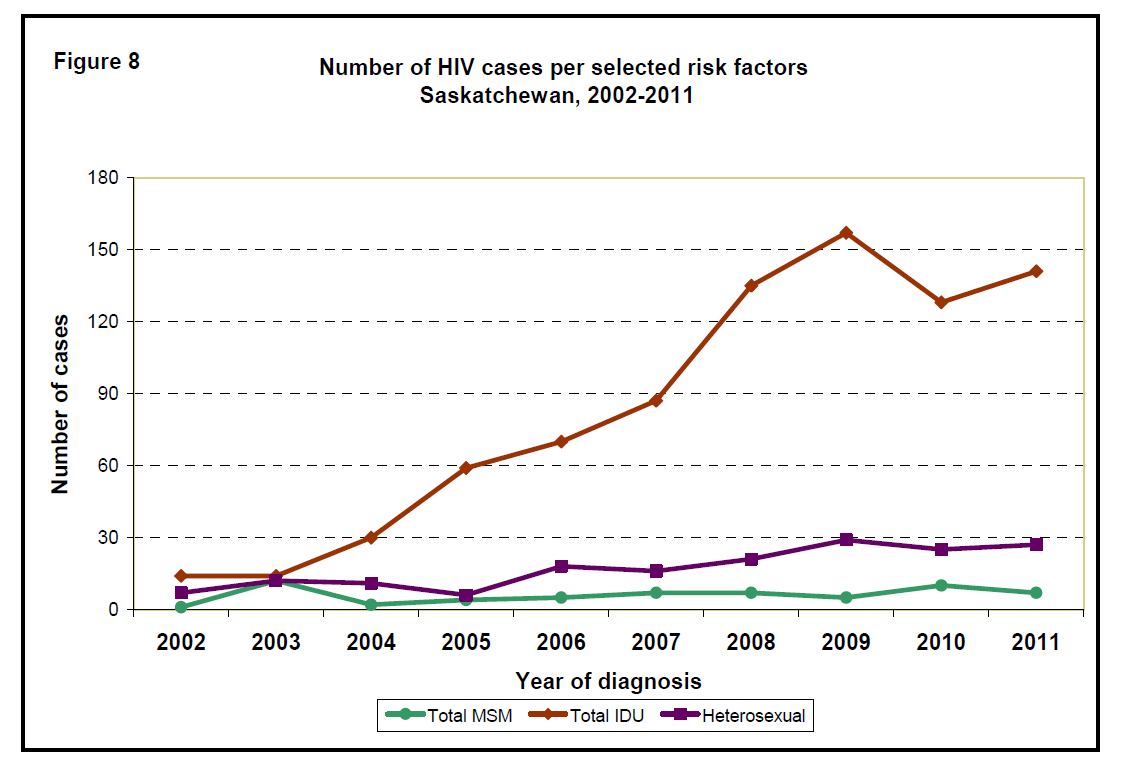 Figure 8
Number of HIV cases per selected risk factors
Saskatchewan, 2002-2011
180
150
120
90
60
30
0
Number of cases
2002 2003 2004 2005 2006 2007 2008 2009 2010 2011
Year of diagnosis
Total MSM Total IDU Heterosexual